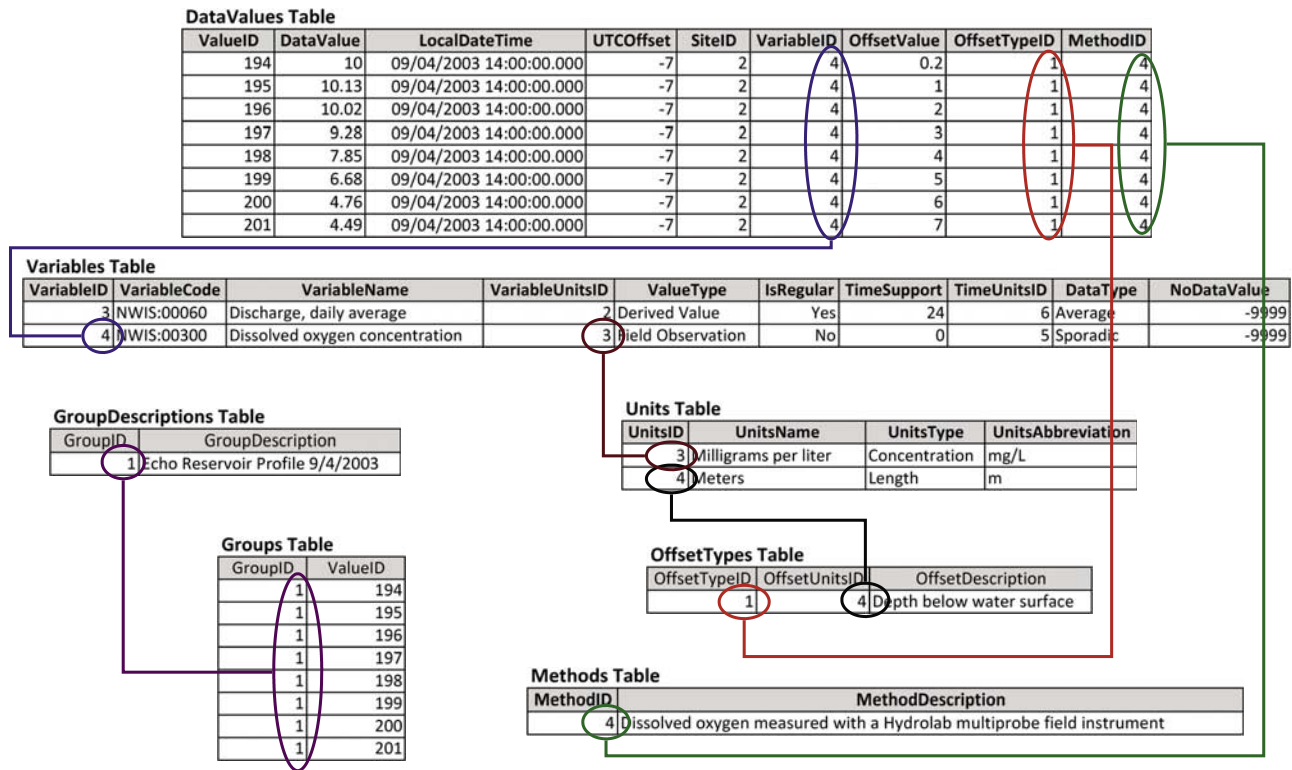 DataValues Table
ValueID DataValue LocalDateTime UTCOffset SiteID VariableID OffsetValue OffsetTypeID MethodID
194 10 09/04/2003 14:00:00.000 -7 2 4 0.2 1 4
195 10.13 09/04/2003 14:00:00.000 -7 2 4 1 1 4
196 10.02 09/04/2003 14:00:00.000 -7 2 4 2 1 4
197 9.28 09/04/2003 14:00:00.000 -7 2 4 3 1 4
198 7.85 09/04/2003 14:00:00.000 -7 2 4 4 1 4
199 6.68 09/04/2003 14:00:00.000 -7 2 4 5 1 4
200 4.76 09/04/2003 14:00:00.000 -7 2 4 6 1 4
201 4.49 09/04/2003 14:00:00.000 -7 2 4 7 1 4
Variables Table
VariableID VariableCode VariableName VariableUnitsID ValueType IsRegular TimeSupport TimeUnitsID DataType NoDataValue
3 NWIS:00060 Discharge, daily average 2 Derived Value Yes 24 6 Average -9999
4 NWIS:00300 Dissolved oxygen concentration 3 Field Observation No 0 5 Sporadic -9999
GroupDescriptions Table
GroupID GroupDescription
1 Echo Reservoir Profile 9/4/2003
Units Table
UnitsID UnitsName UnitsType UnitsAbbreviation
3 Milligrams per liter Concentration mg/L
4 Meters Length m
Groups Table
GroupID ValueID
1 194
1 195
1 196
1 197
1 198
1 199
1 200
1 201
OffsetTypes Table
OffsetTypeID OffsetUnitsID OffsetDescription
1 4 Depth below water surface
Methods Table
MethodID MethodDescription
4 Dissolved oxygen measured with a Hydrolab multiprobe field instrument